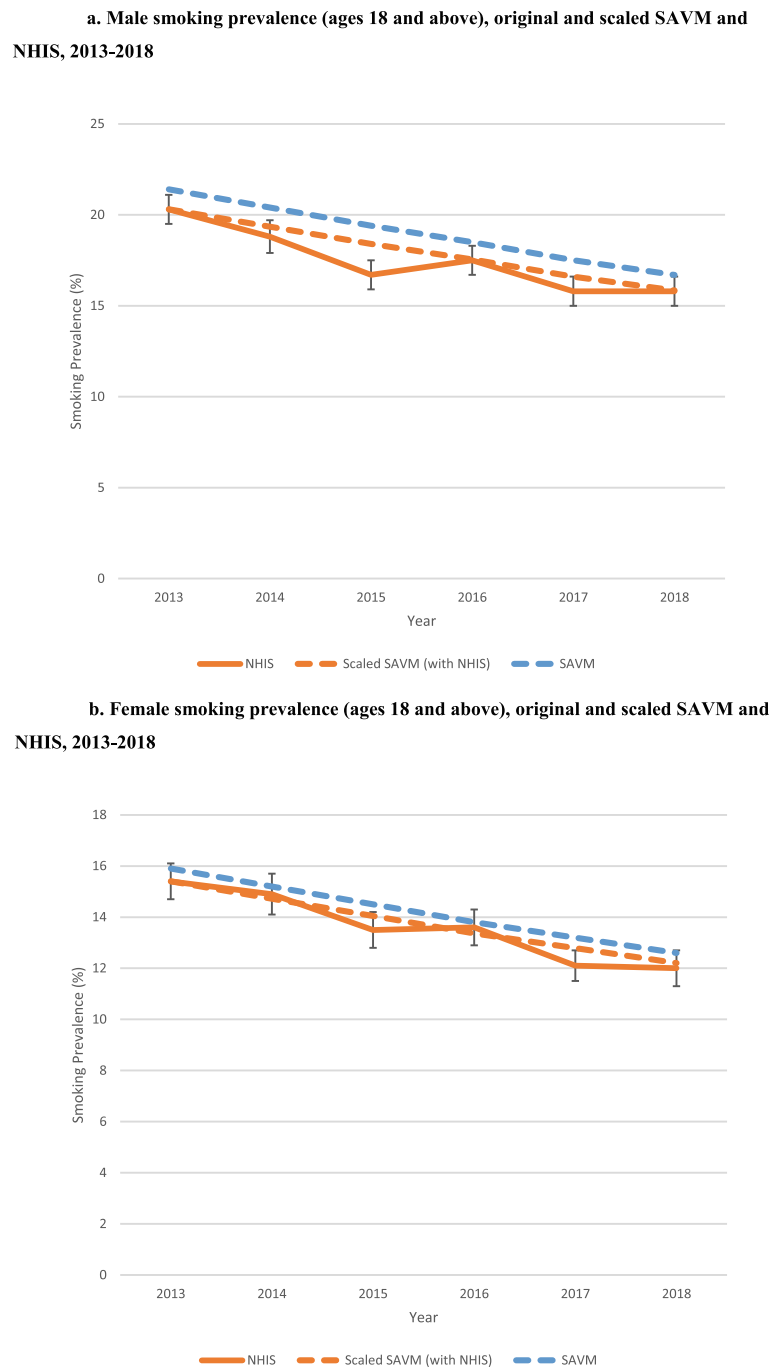 a. Male smoking prevalence (ages 18 and above), original and scaled SAVM and
NHIS, 2013-2018
25
20
15
10
5
0
Smoking Prevalence (%)
2013 2014 2015 2016 2017 2018
Year
NHIS Scaled SAVM (with NHIS) SAVM
b. Female smoking prevalence (ages 18 and above), original and scaled SAVM and
NHIS, 2013-2018
18
16
14
12
10
8
6
4
2
0
Smoking Prevalence (%)
2013 2014 2015 2016 2017 2018
Year
NHIS Scaled SAVM (with NHIS) SAVM